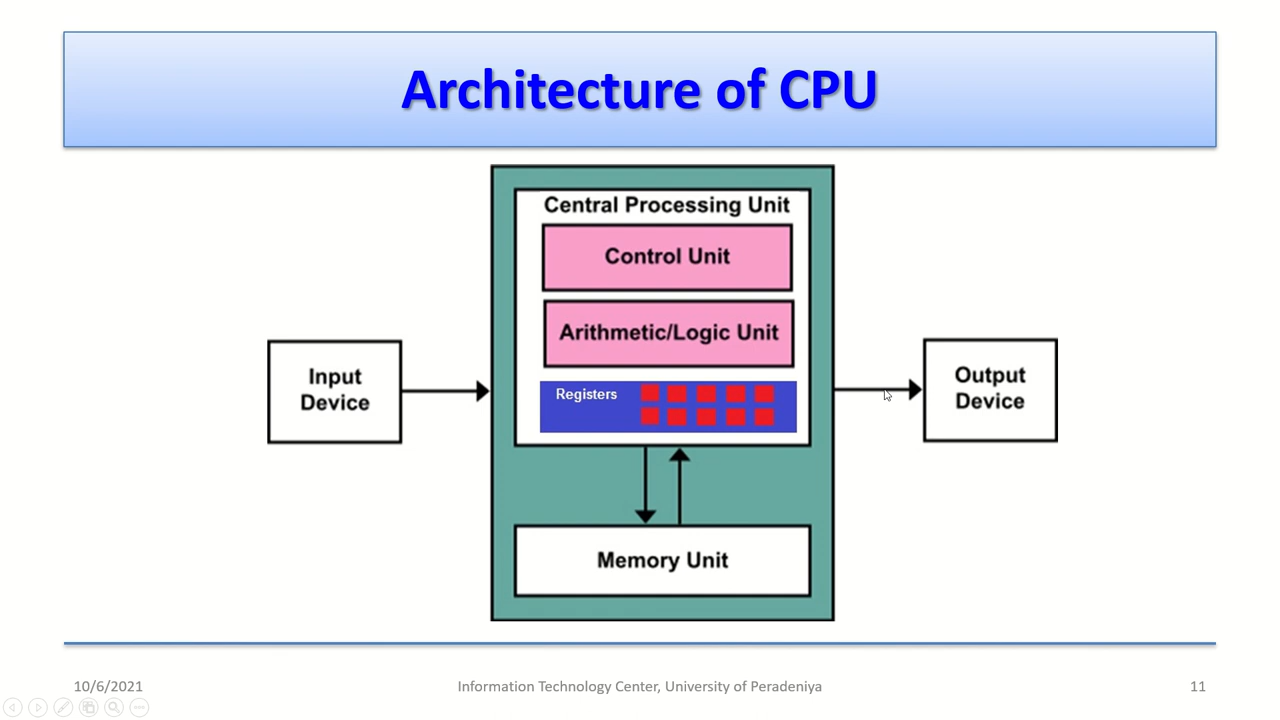 Architecture of CPU
Central Processing Unit
Control Unit
Arithmetic/Logic Unit
Registers
Input
Device
Output
Device
Memory Unit
10/6/2021
Information Technology Center, University of Peradeniya
11